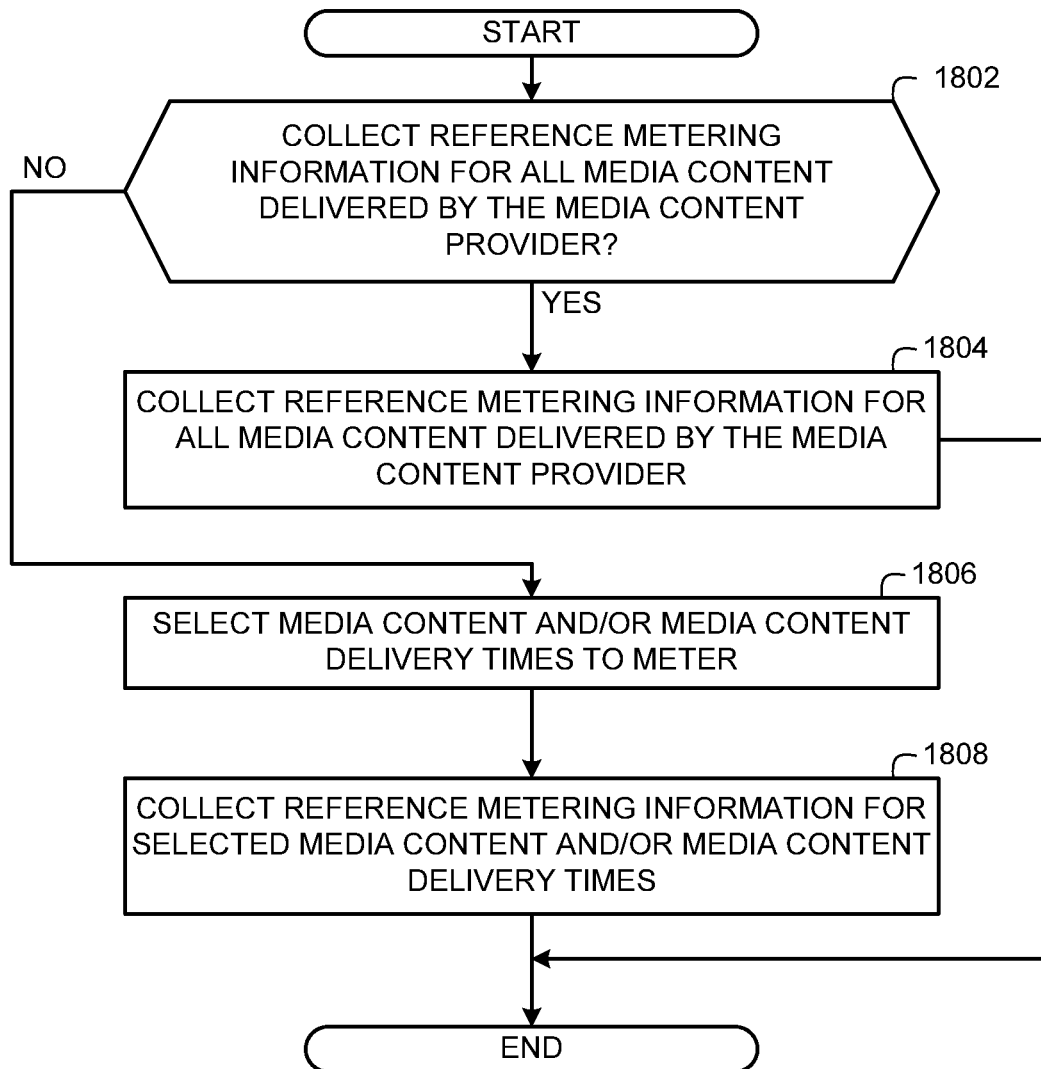 START
1802
COLLECT REFERENCE METERING
INFORMATION FOR ALL MEDIA CONTENT
DELIVERED BY THE MEDIA CONTENT
PROVIDER?
NO
YES
1804
COLLECT REFERENCE METERING INFORMATION FOR
ALL MEDIA CONTENT DELIVERED BY THE MEDIA
CONTENT PROVIDER
1806
SELECT MEDIA CONTENT AND/OR MEDIA CONTENT
DELIVERY TIMES TO METER
1808
COLLECT REFERENCE METERING INFORMATION FOR
SELECTED MEDIA CONTENT AND/OR MEDIA CONTENT
DELIVERY TIMES
END